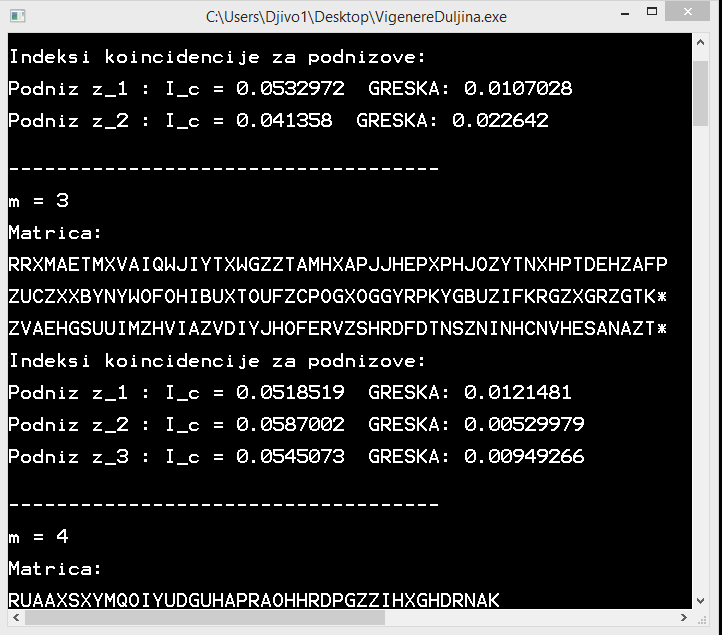 C:\Users\Djivo1\Desktop\VigenereDuljina.exe
Indeksi koincidencije za podnizove:
Podniz z_1 : I_c = 0.0532972  GRESKA: 0.0107028
Podniz z_2 : I_c = 0.041358  GRESKA: 0.022642
------------------------------------
m = 3
Matrica:
RRXMAETMXVAIQWJIYTXWGZZTAMHXAPJJHEPXPHJOZYTNXHPTDEHZAFP
ZUCZXXBYNYWOFOHIBUXTOUFZCPOGXOGGYRPKYGBUZIFKRGZXGRZGTK*
ZVAEHGSUUIMZHVIAZVDIYJHOFERVZSHRDFDTNSZNINHCNVHESANAZT*
Indeksi koincidencije za podnizove:
Podniz z_1 : I_c = 0.0518519  GRESKA: 0.0121481
Podniz z_2 : I_c = 0.0587002  GRESKA: 0.00529979
Podniz z_3 : I_c = 0.0545073  GRESKA: 0.00949266
------------------------------------
m = 4
Matrica:
RUAAXSXYMQOIYUDGUHAPRAOHHRDPGZZIHXGHDRNAK